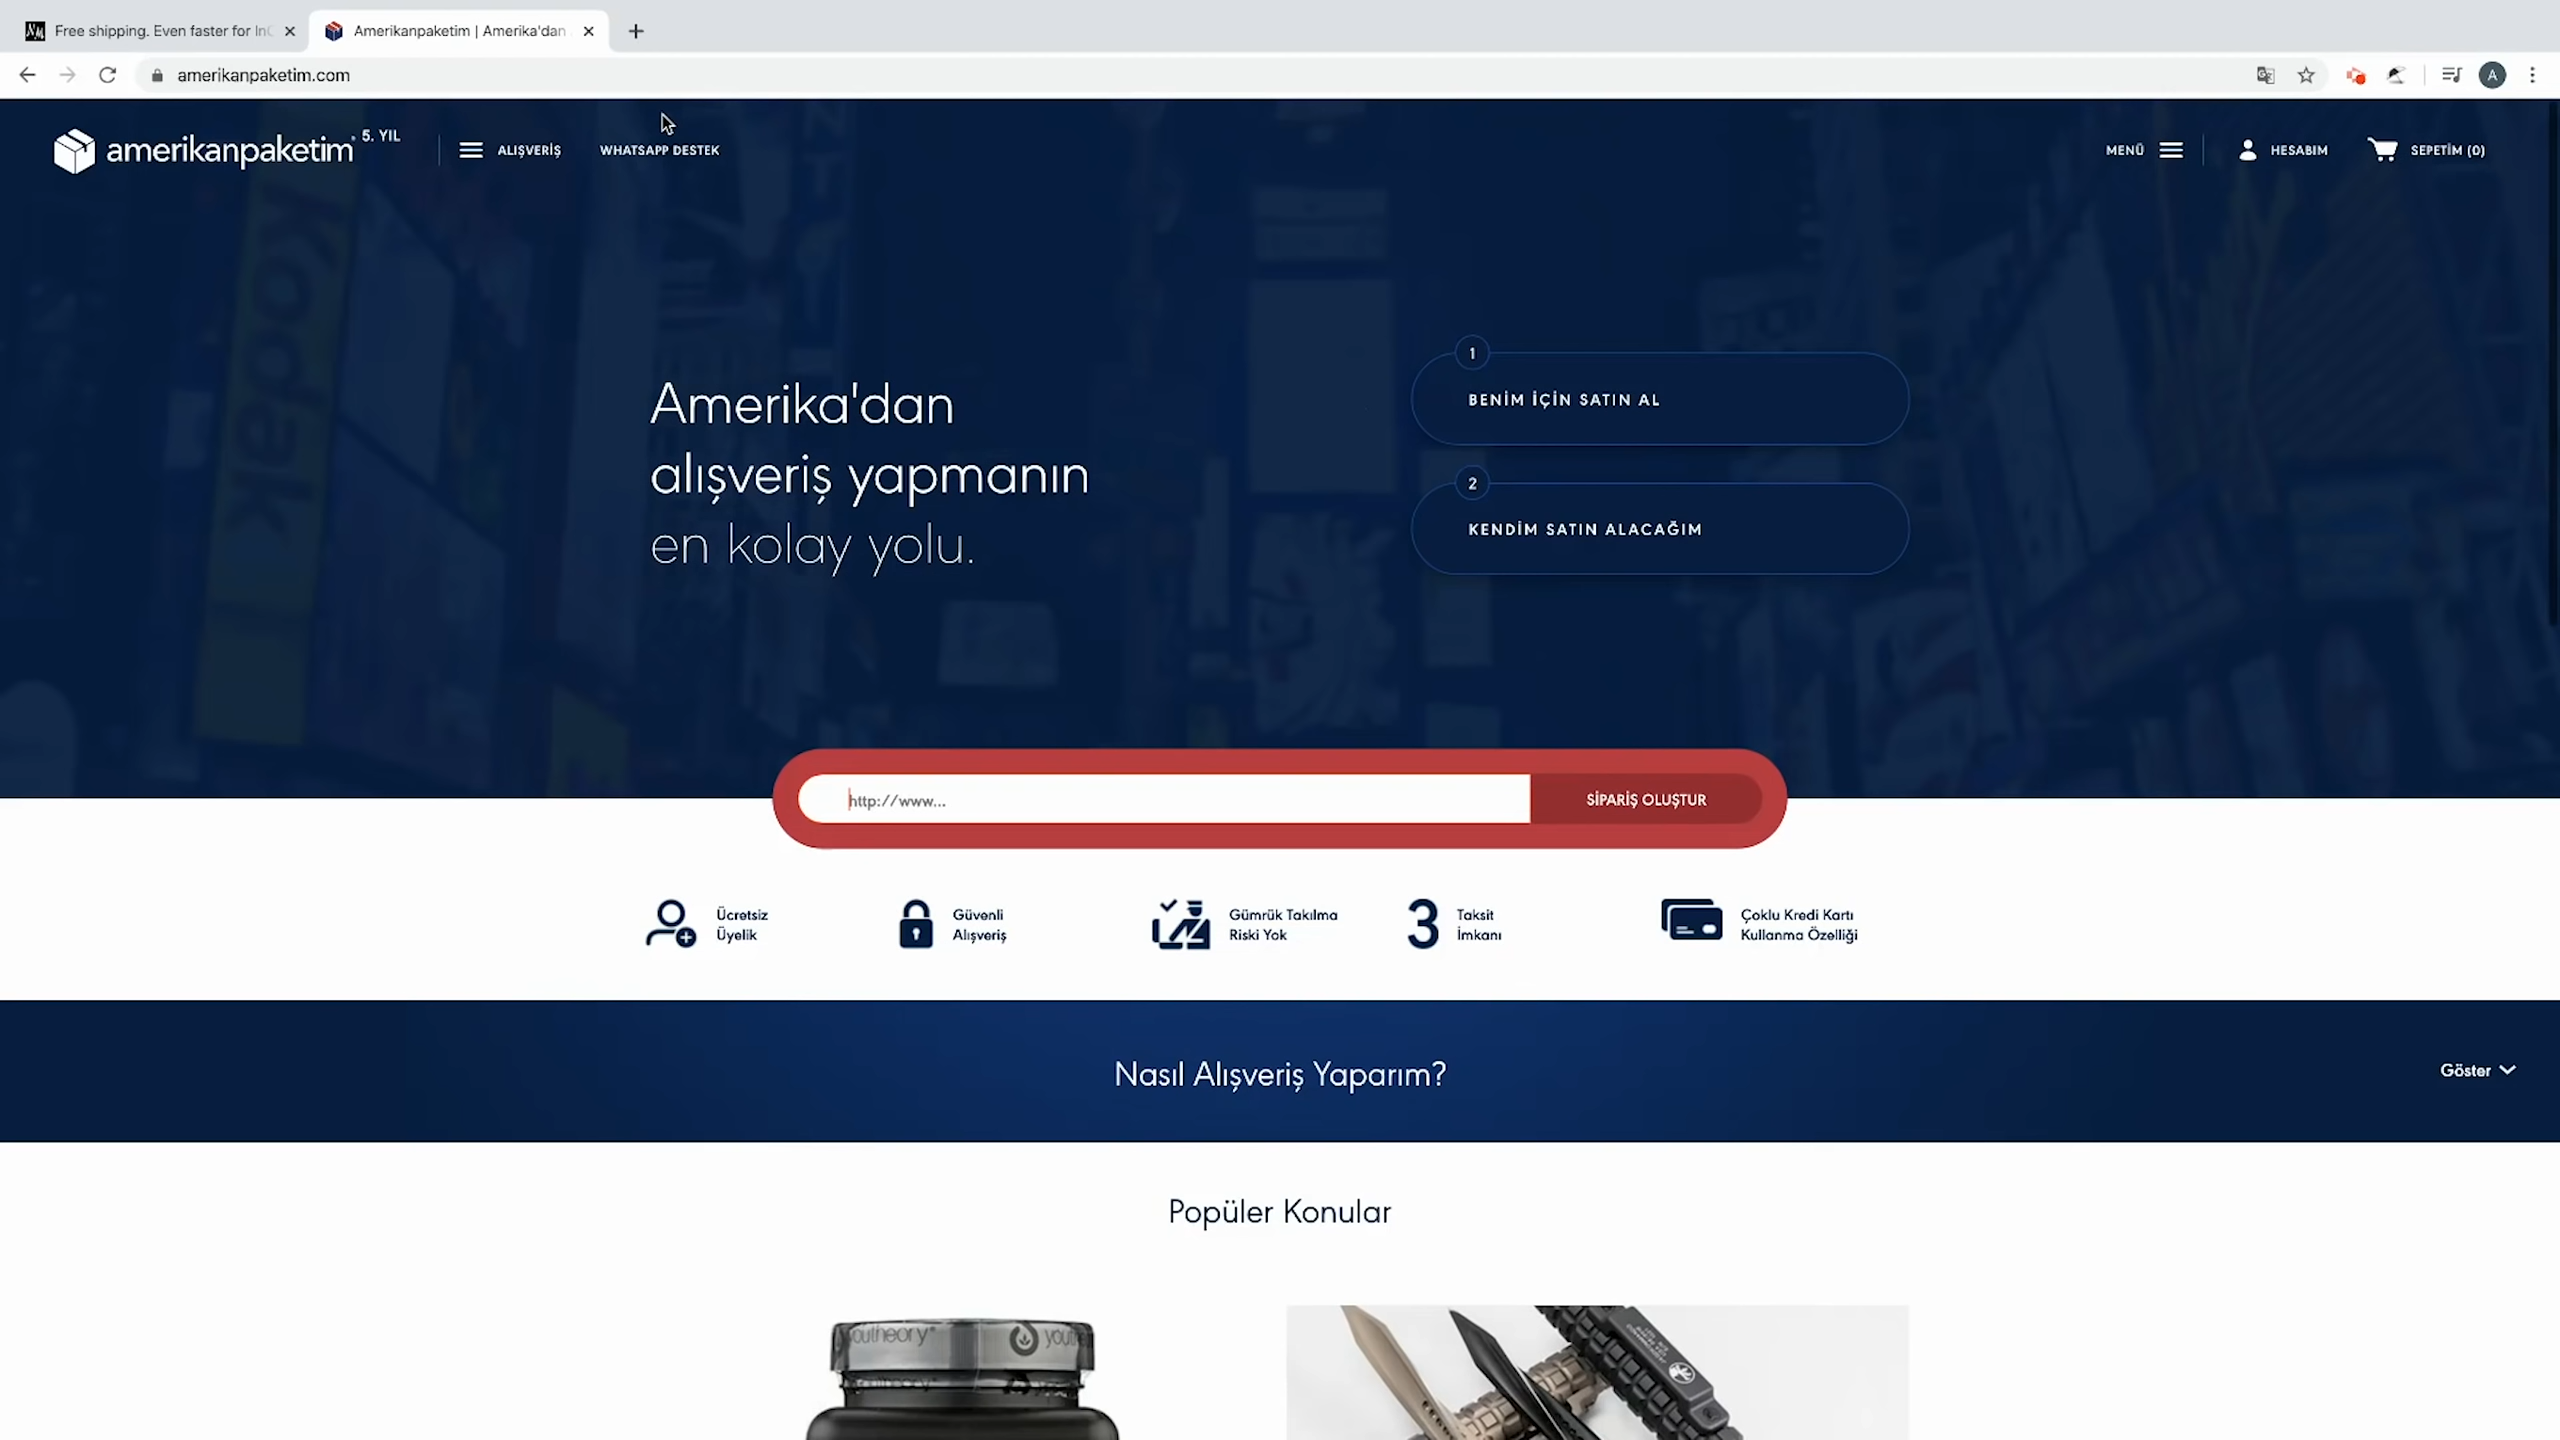 Free shipping. Even faster for InC
Amerikanpaketim | Amerika'dan
amerikanpaketim.com
A
amerikanpaketim 5. YIL
ALIŞVERİŞ
WHATSAPP DESTEK
MENÜ
HESABIM
SEPETİM (0)
Kodak
Amerika'dan
alışveriş yapmanın
en kolay yolu.
1
BENİM İÇİN SATIN AL
2
KENDİM SATIN ALACAĞIM
http://www...
SİPARİŞ OLUŞTUR
Ücretsiz
Üyelik
Güvenli
Alışveriş
Gümrük Takılma
Riski Yok
3
Taksit
İmkanı
Çoklu Kredi Kartı
Kullanma Özelliği
Nasıl Alışveriş Yaparım?
Göster
Popüler Konular
youtheory